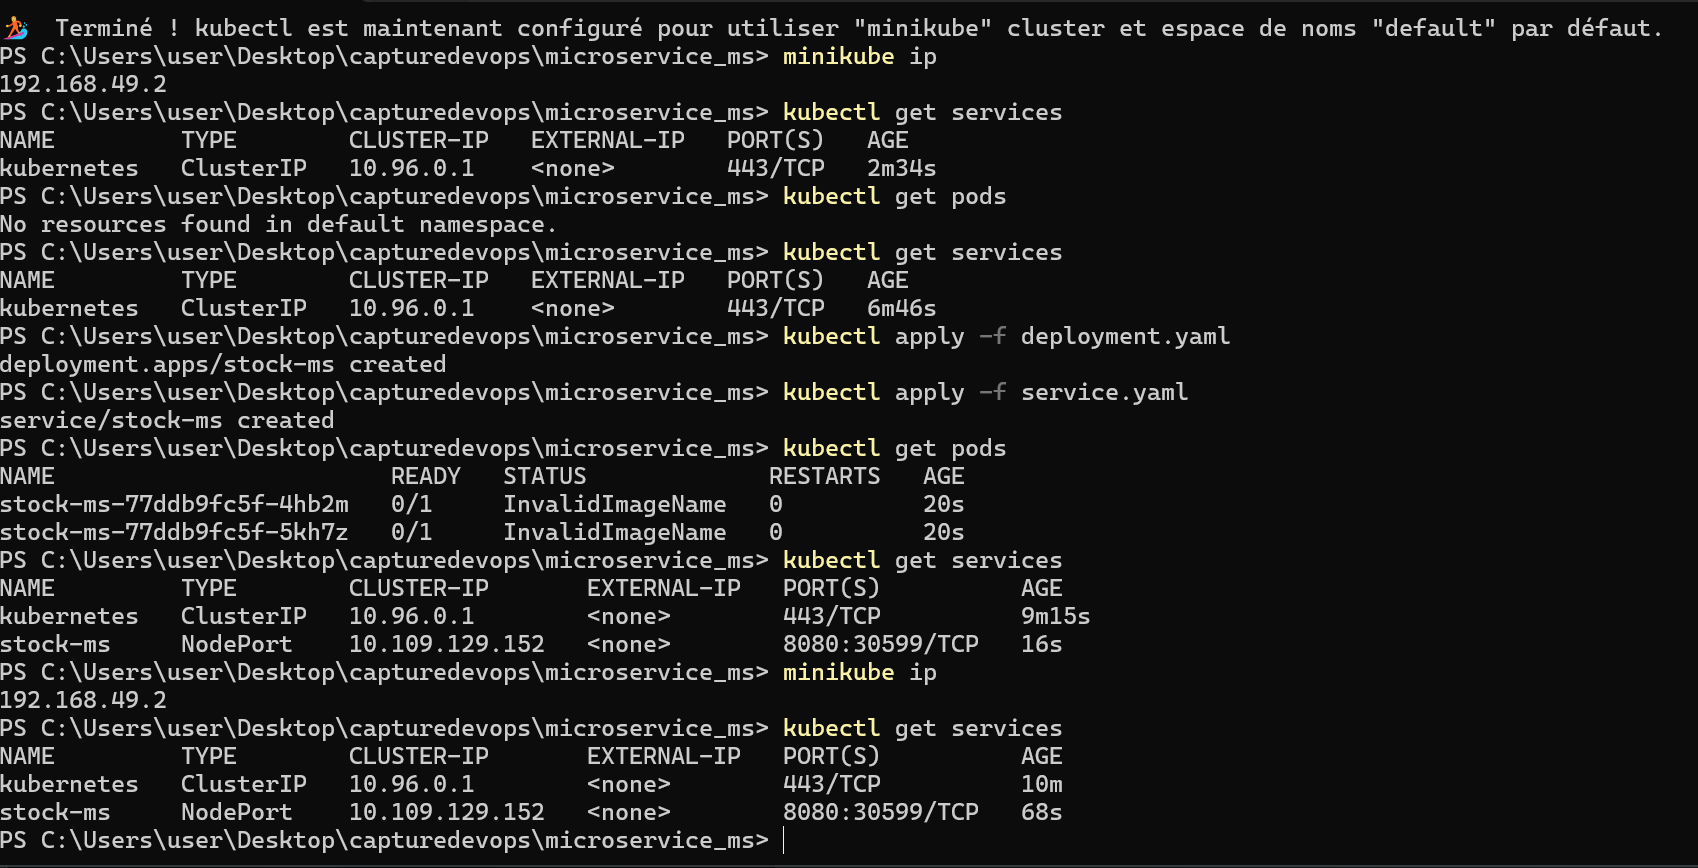 Terminé ! kubectl est maintenant configuré pour utiliser "minikube" cluster et espace de noms "default" par défaut.
PS C:\Users\user\Desktop\capturedevops\microservice_ms> minikube ip
192.168.49.2
PS C:\Users\user\Desktop\capturedevops\microservice_ms> kubectl get services
NAME         TYPE        CLUSTER-IP   EXTERNAL-IP   PORT(S)   AGE
kubernetes   ClusterIP   10.96.0.1    <none>        443/TCP   2m34s
PS C:\Users\user\Desktop\capturedevops\microservice_ms> kubectl get pods
No resources found in default namespace.
PS C:\Users\user\Desktop\capturedevops\microservice_ms> kubectl get services
NAME         TYPE        CLUSTER-IP   EXTERNAL-IP   PORT(S)   AGE
kubernetes   ClusterIP   10.96.0.1    <none>        443/TCP   6m46s
PS C:\Users\user\Desktop\capturedevops\microservice_ms> kubectl apply -f deployment.yaml
deployment.apps/stock-ms created
PS C:\Users\user\Desktop\capturedevops\microservice_ms> kubectl apply -f service.yaml
service/stock-ms created
PS C:\Users\user\Desktop\capturedevops\microservice_ms> kubectl get pods
NAME                        READY   STATUS             RESTARTS   AGE
stock-ms-77ddb9fc5f-4hb2m   0/1     InvalidImageName   0          20s
stock-ms-77ddb9fc5f-5kh7z   0/1     InvalidImageName   0          20s
PS C:\Users\user\Desktop\capturedevops\microservice_ms> kubectl get services
NAME         TYPE        CLUSTER-IP       EXTERNAL-IP   PORT(S)          AGE
kubernetes   ClusterIP   10.96.0.1        <none>        443/TCP          9m15s
stock-ms     NodePort    10.109.129.152   <none>        8080:30599/TCP   16s
PS C:\Users\user\Desktop\capturedevops\microservice_ms> minikube ip
192.168.49.2
PS C:\Users\user\Desktop\capturedevops\microservice_ms> kubectl get services
NAME         TYPE        CLUSTER-IP       EXTERNAL-IP   PORT(S)          AGE
kubernetes   ClusterIP   10.96.0.1        <none>        443/TCP          10m
stock-ms     NodePort    10.109.129.152   <none>        8080:30599/TCP   68s
PS C:\Users\user\Desktop\capturedevops\microservice_ms>